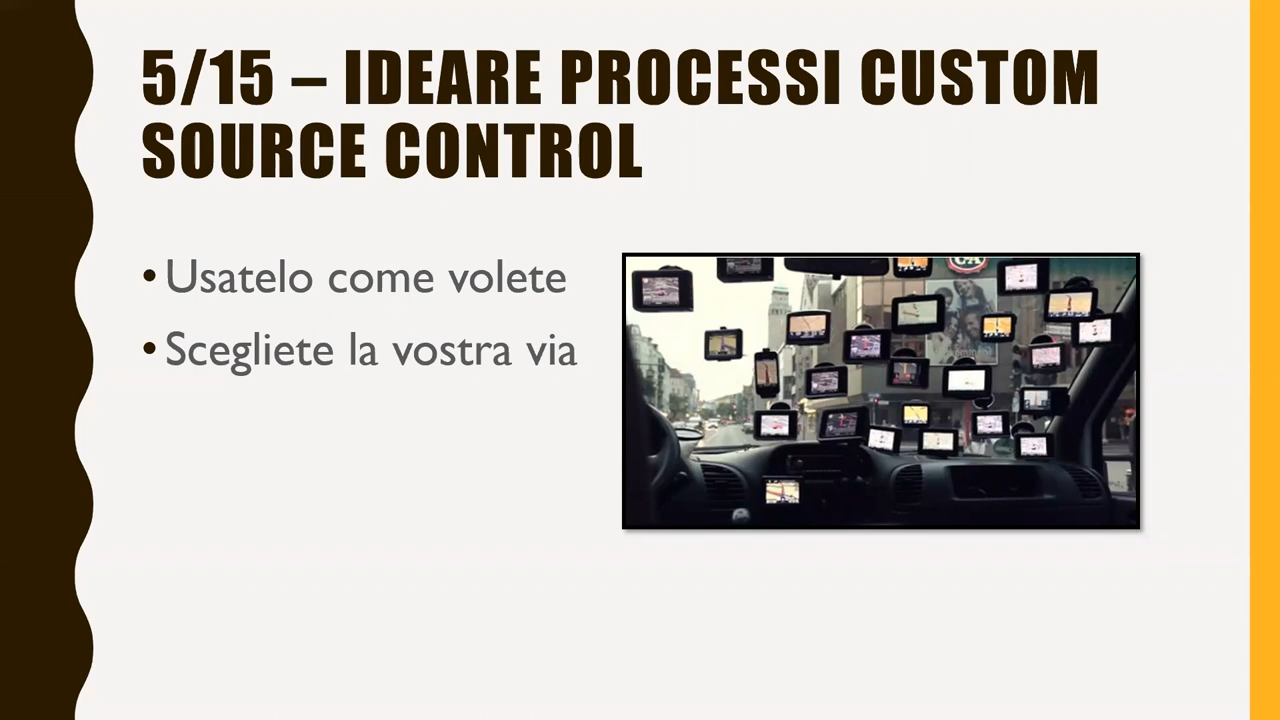 5/15 – IDEARE PROCESSI CUSTOM
SOURCE CONTROL
• Usatelo come volete
• Scegliete la vostra via